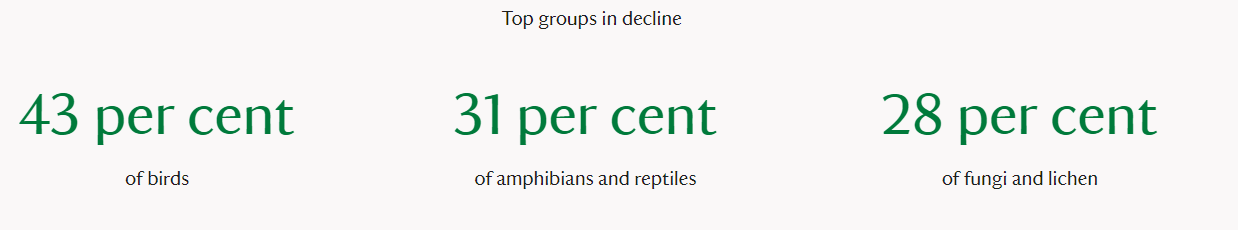 Top groups in decline
43 per cent
of birds
31 per cent
of amphibians and reptiles
28 per cent
of fungi and lichen